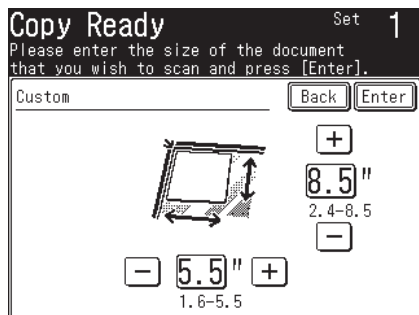 Copy Ready Set 1
Please enter the size of the document
that you wish to scan and press [Enter].
Custom Back Enter
+
8.5"
2.4-8.5
−
− 5.5" +
1.6-5.5